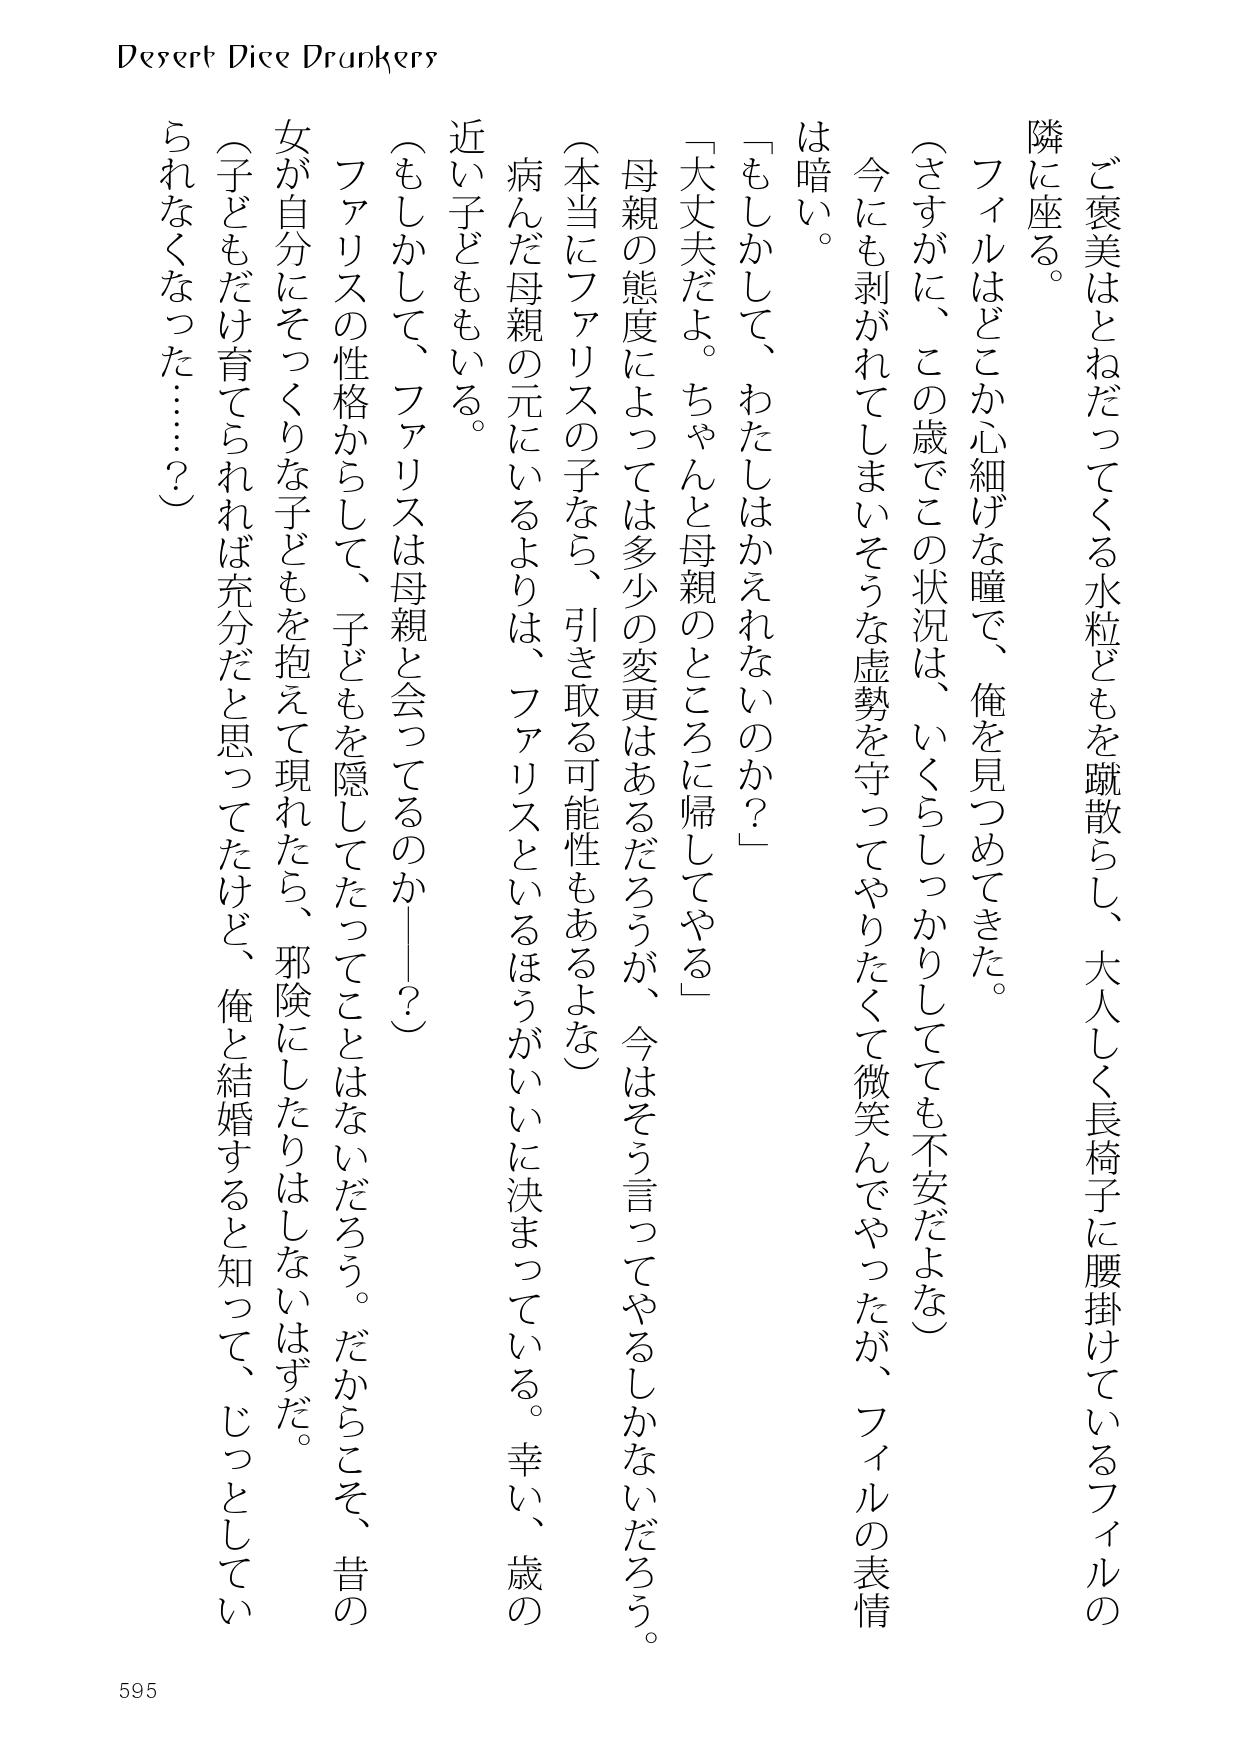 Desert Dice Drunkers
ご褒美はとねだってくる水粒どもを蹴散らし、大人しく長椅子に腰掛けているフィルの
隣に座る。
フィルはどこか心細げな瞳で、俺を見つめてきた。
（さすがに、この歳でこの状況は、いくらしっかりしてても不安だよな）
今にも剥がれてしまいそうな虚勢を守ってやりたくて微笑んでやったが、フィルの表情
は暗い。
「もしかして、わたしはかえれないのか？」
「大丈夫だよ。ちゃんと母親のところに帰してやる」
母親の態度によっては多少の変更はあるだろうが、今はそう言ってやるしかないだろう。
（本当にファリスの子なら、引き取る可能性もあるよな）
病んだ母親の元にいるよりは、ファリスといるほうがいいに決まっている。幸い、歳の
近い子どももいる。
（もしかして、ファリスは母親と会ってるのか――？）
ファリスの性格からして、子どもを隠してたってことはないだろう。だからこそ、昔の
女が自分にそっくりな子どもを抱えて現れたら、邪険にしたりはしないはずだ。
（子どもだけ育てられれば充分だと思ってたけど、俺と結婚すると知って、じっとしてい
られなくなった……？）
595